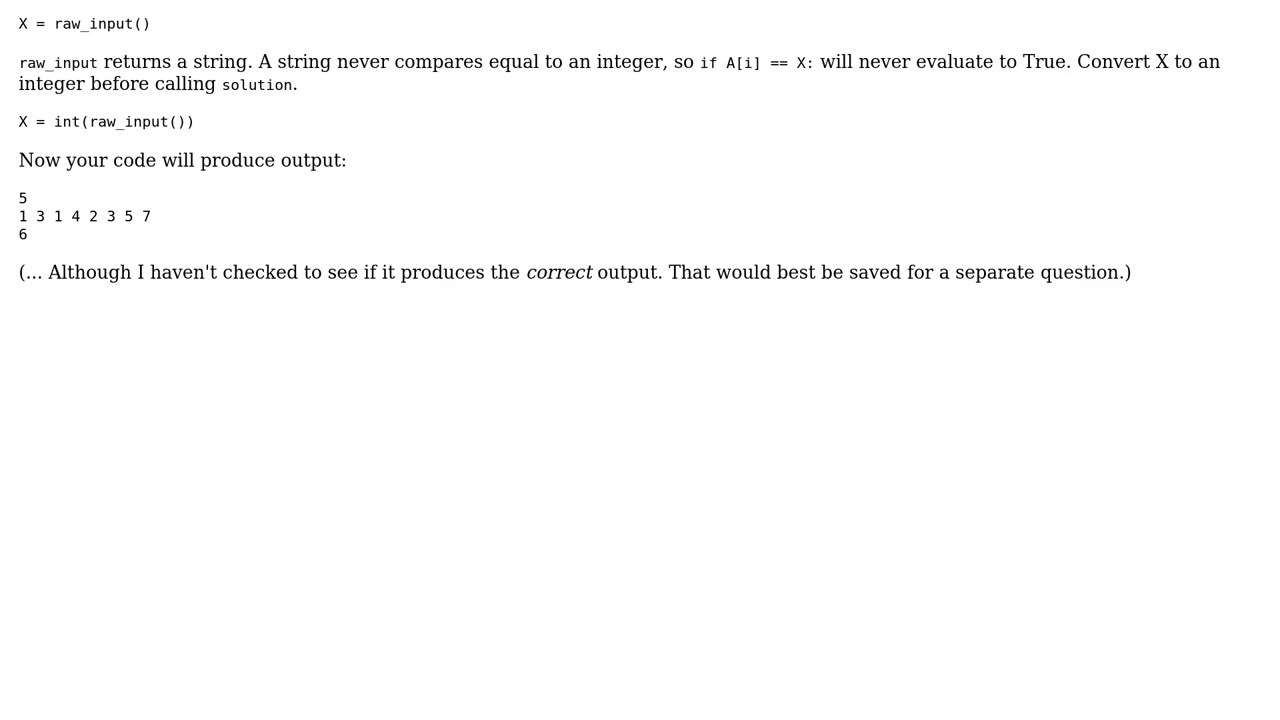 X = raw_input()
raw_input returns a string. A string never compares equal to an integer, so if A[i] == X: will never evaluate to True. Convert X to an
integer before calling solution.
X = int(raw_input())
Now your code will produce output:
5
1 3 1 4 2 3 5 7
6
(... Although I haven't checked to see if it produces the correct output. That would best be saved for a separate question.)